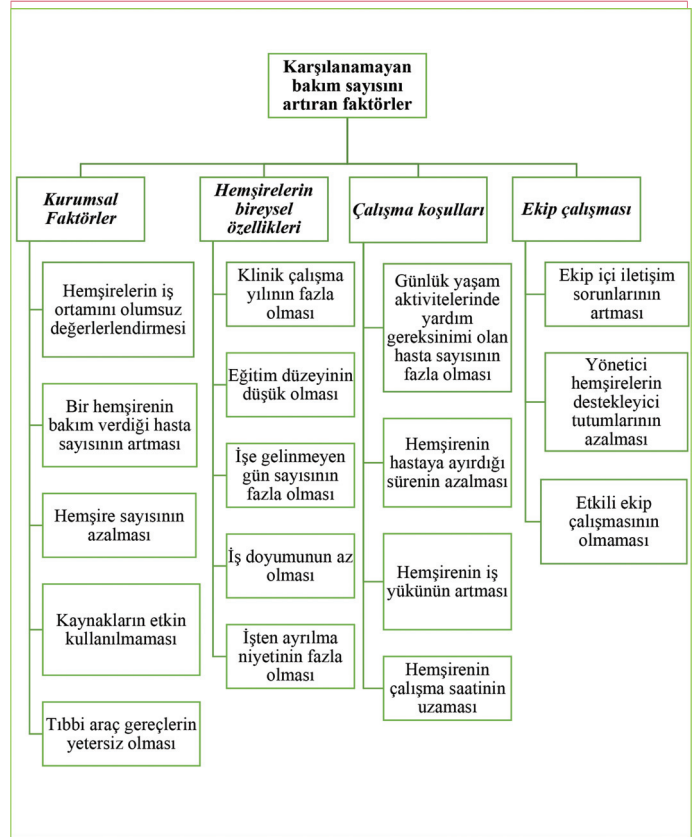 Karşılanamayan
bakım sayısını
artıran faktörler
Kurumsal
Faktörler
Hemşirelerin iş
ortamını olumsuz
değerlerlendirmesi
Bir hemşirenin
bakım verdiği hasta
sayısının artması
Hemşire sayısının
azalması
Kaynakların etkin
kullanılmaması
Tıbbi araç gereçlerin
yetersiz olması
Hemşirelerin
bireysel
özellikleri
Klinik çalışma
yılının fazla
olması
Eğitim düzeyinin
düşük olması
İşe gelinmeyen
gün sayısının
fazla olması
İş doyumunun az
olması
İşten ayrılma
niyetinin fazla
olması
Çalışma koşulları
Günlük yaşam
aktivitelerinde
yardım
gereksinimi olan
hasta sayısının
fazla olması
Hemşirenin
hastaya ayırdığı
sürenin azalması
Hemşirenin iş
yükünün artması
Hemşirenin
çalışma saatinin
uzaması
Ekip çalışması
Ekip içi iletişim
sorunlarının
artması
Yönetici
hemşirelerin
destekleyici
tutumlarının
azalması
Etkili ekip
çalışmasının
olmaması